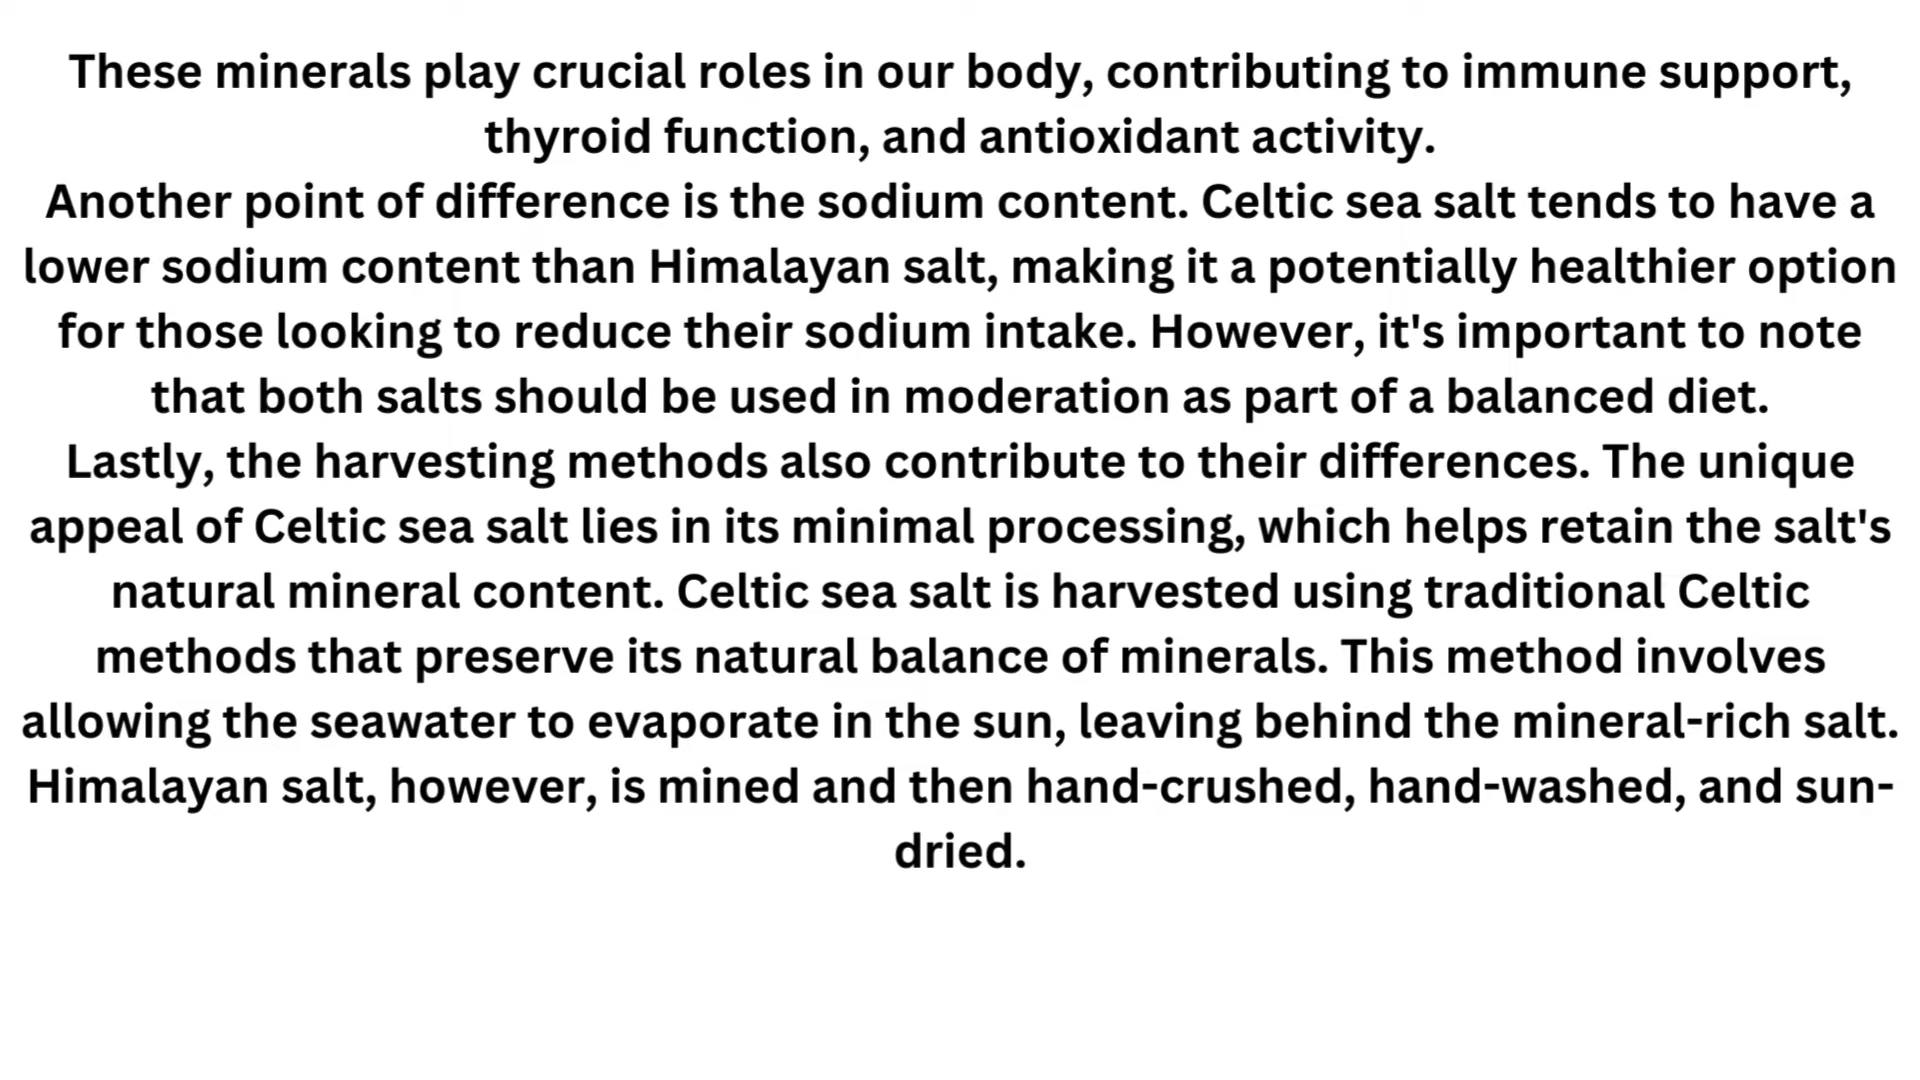 These minerals play crucial roles in our body, contributing to immune support,
thyroid function, and antioxidant activity.
Another point of difference is the sodium content. Celtic sea salt tends to have a
lower sodium content than Himalayan salt, making it a potentially healthier option
for those looking to reduce their sodium intake. However, it's important to note
that both salts should be used in moderation as part of a balanced diet.
Lastly, the harvesting methods also contribute to their differences. The unique
appeal of Celtic sea salt lies in its minimal processing, which helps retain the salt's
natural mineral content. Celtic sea salt is harvested using traditional Celtic
methods that preserve its natural balance of minerals. This method involves
allowing the seawater to evaporate in the sun, leaving behind the mineral-rich salt.
Himalayan salt, however, is mined and then hand-crushed, hand-washed, and sun-
dried.